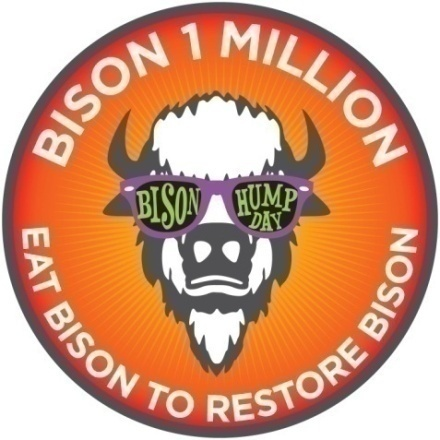 BISON 1 MILLION
BISON HUMP
DAY
EAT BISON TO RESTORE BISON